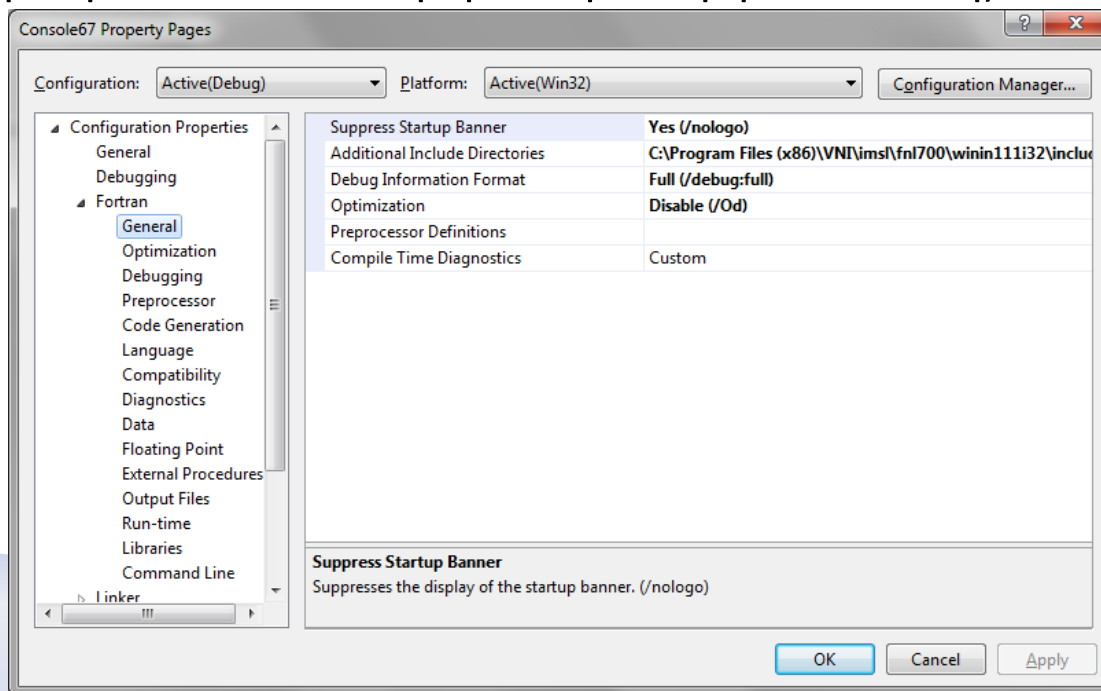 Console67 Property Pages
Configuration: Active(Debug) Platform: Active(Win32) Configuration Manager...
Configuration Properties
General
Debugging
Fortran
General
Optimization
Debugging
Preprocessor
Code Generation
Language
Compatibility
Diagnostics
Data
Floating Point
External Procedures
Output Files
Run-time
Libraries
Command Line
Linker
Suppress Startup Banner Yes (/nologo)
Additional Include Directories C:\Program Files (x86)\VNI\imsl\fnl700\winin111i32\includ
Debug Information Format Full (/debug:full)
Optimization Disable (/Od)
Preprocessor Definitions
Compile Time Diagnostics Custom
Suppress Startup Banner
Suppresses the display of the startup banner. (/nologo)
OK Cancel Apply